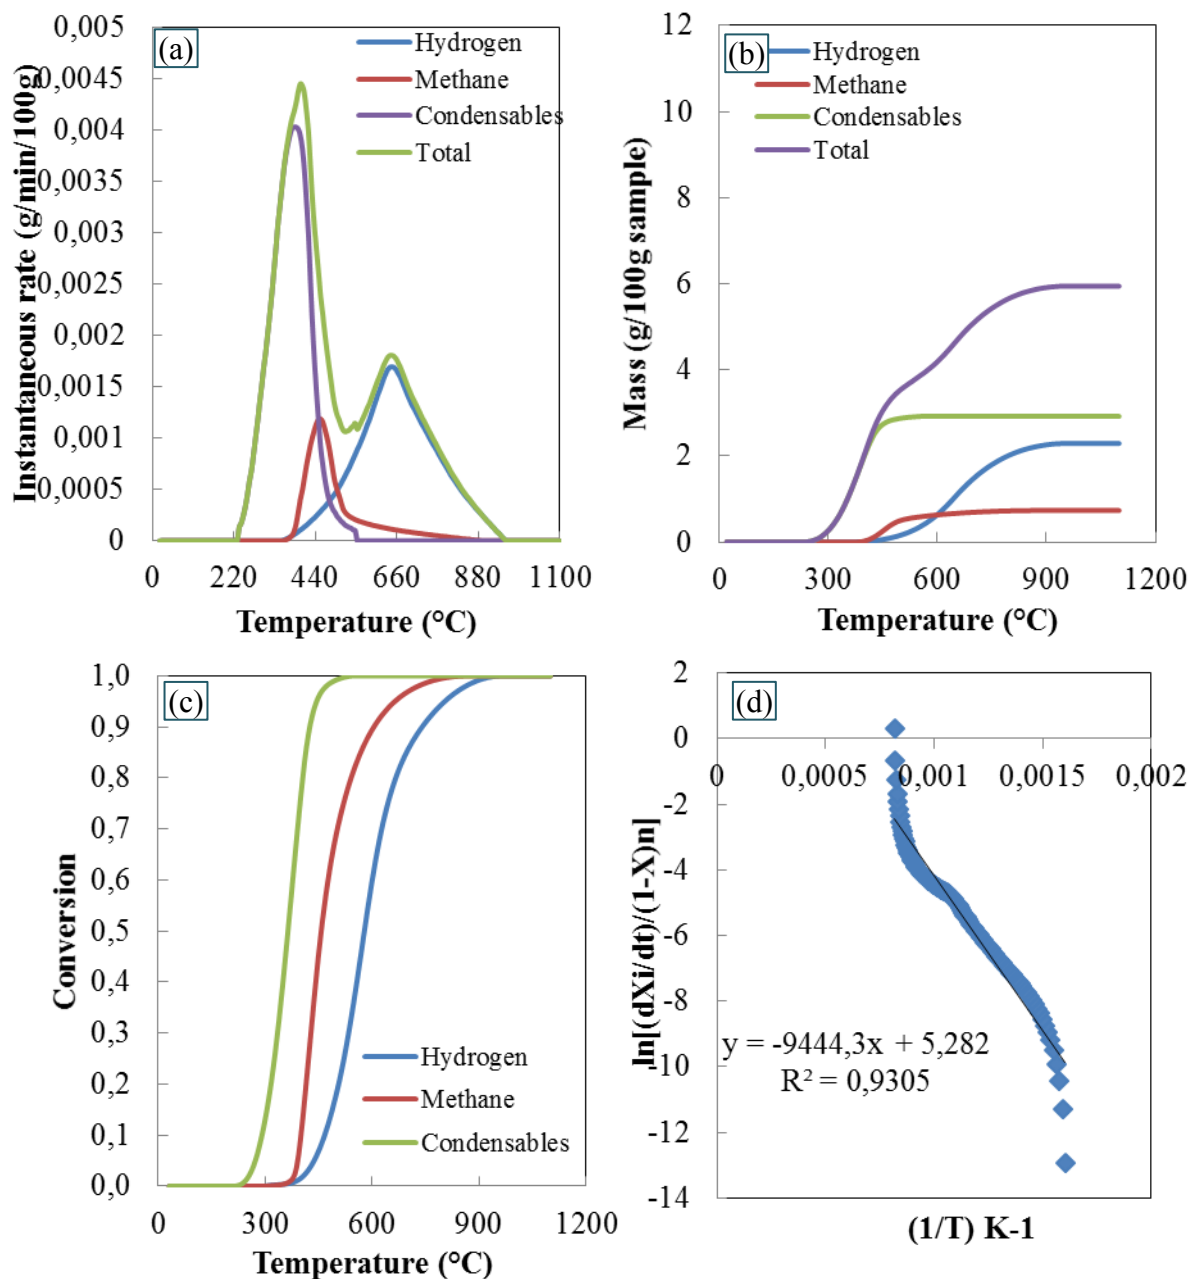 (a)
0,005
0,0045
0,004
0,0035
0,003
0,0025
0,002
0,0015
0,001
0,0005
0
Instantaneous rate (g/min/100g)
Hydrogen
Methane
Condensables
Total
0 220 440 660 880 1100
Temperature (°C)
(b)
12
10
8
6
4
2
0
Mass (g/100g sample)
Hydrogen
Methane
Condensables
Total
0 300 600 900 1200
Temperature (°C)
(c)
1,0
0,9
0,8
0,7
0,6
0,5
0,4
0,3
0,2
0,1
0,0
Conversion
Hydrogen
Methane
Condensables
0 300 600 900 1200
Temperature (°C)
(d)
2
0
-2
-4
-6
-8
-10
-12
-14
ln[(dXi/dt)/(1-X)n]
0 0,0005 0,001 0,0015 0,002
y = -9444,3x + 5,282
R² = 0,9305
(1/T) K-1